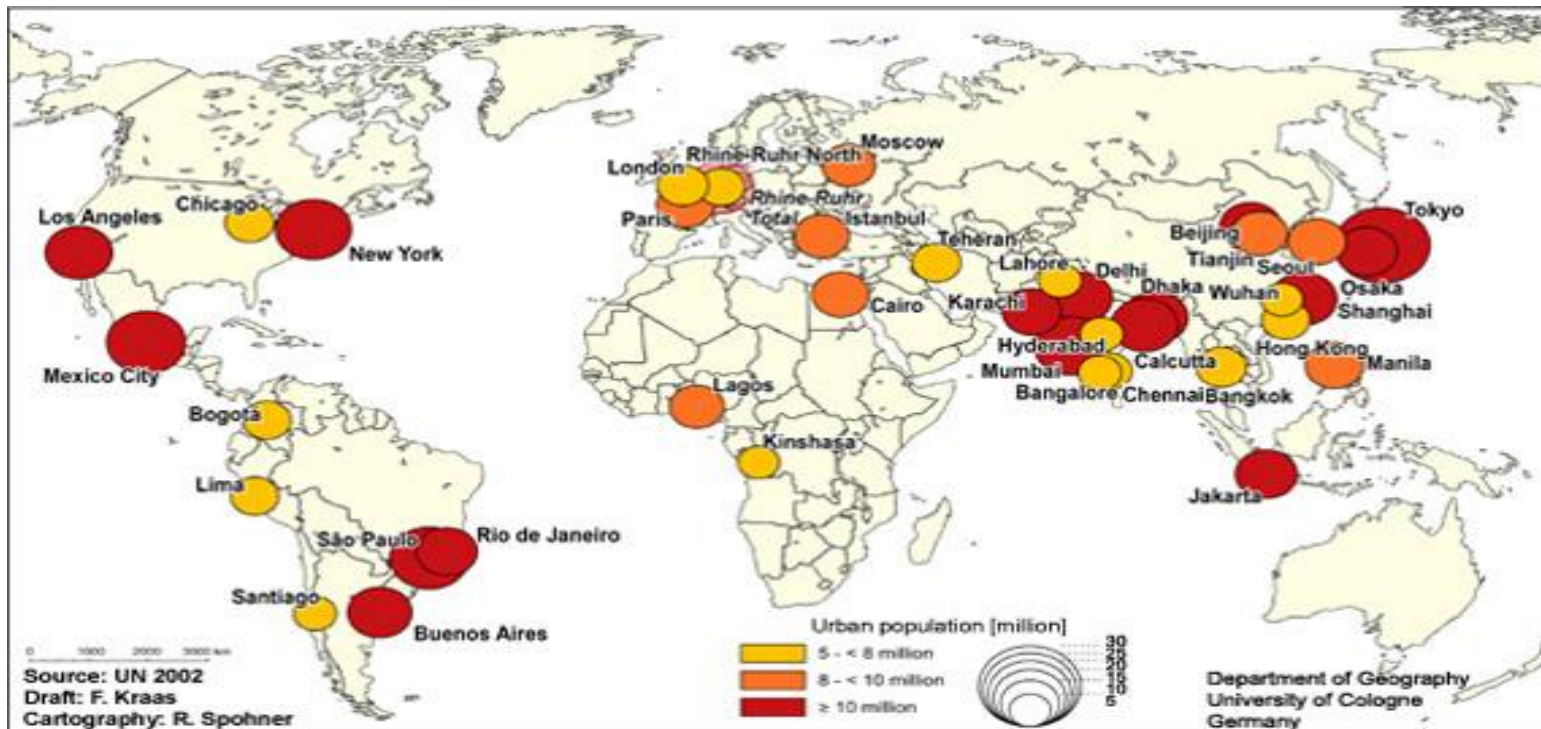 Moscow
Rhine-Ruhr North
London
Rhine-Ruhr
Total
Paris
Istanbul
Chicago
Los Angeles
New York
Tokyo
Beijing
Teheran
Tianjin
Seoul
Lahore
Delhi
Dhaka
Wuhan
Osaka
Karachi
Cairo
Shanghai
Hyderabad
Hong Kong
Mumbai
Calcutta
Manila
Mexico City
Bangalore
Chennai
Bangkok
Lagos
Bogota
Kinshasa
Lima
Jakarta
São Paulo
Rio de Janeiro
Santiago
Buenos Aires
0 1000 2000 3000 km
Source: UN 2002
Draft: F. Kraas
Cartography: R. Spohner
Urban population [million]
5 - < 8 million
8 - < 10 million
≥ 10 million
30
25
20
15
10
5
Department of Geography
University of Cologne
Germany